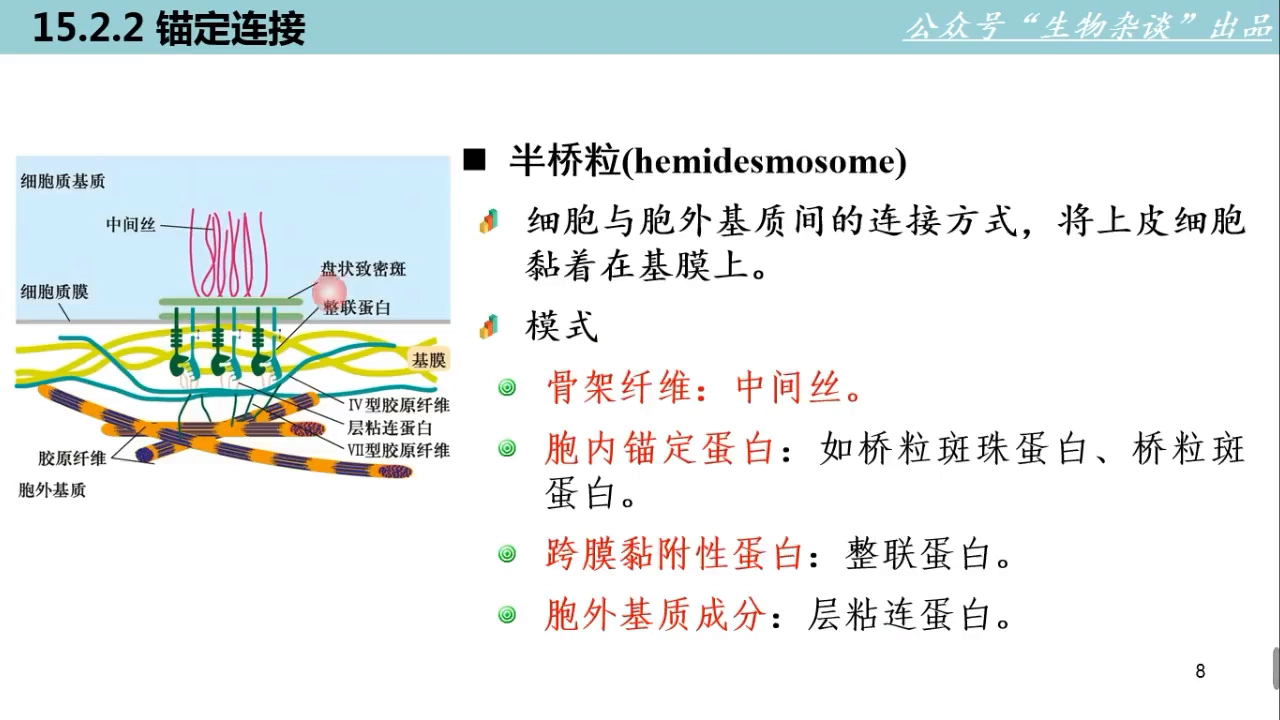 15.2.2 锚定连接
公众号“生物杂谈”出品
半桥粒(hemidesmosome)
细胞与胞外基质间的连接方式，将上皮细胞
黏着在基膜上。
模式
骨架纤维：中间丝。
胞内锚定蛋白：如桥粒斑珠蛋白、桥粒斑
蛋白。
跨膜黏附性蛋白：整联蛋白。
胞外基质成分：层粘连蛋白。
细胞质基质
中间丝
盘状致密斑
细胞质膜
整联蛋白
基膜
Ⅳ型胶原纤维
层粘连蛋白
Ⅶ型胶原纤维
胶原纤维
胞外基质
8